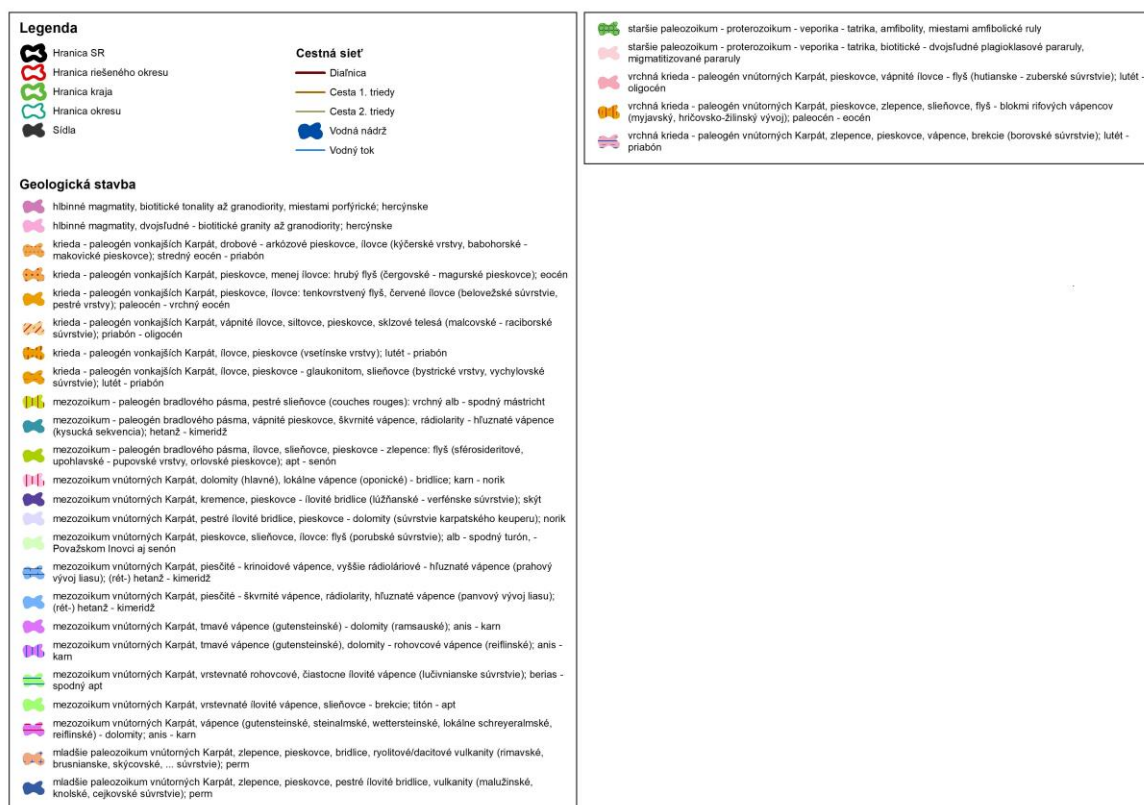 Legenda
Hranica SR
Hranica riešeného okresu
Hranica kraja
Hranica okresu
Sídla
Cestná sieť
Diaľnica
Cesta 1. triedy
Cesta 2. triedy
Vodná nádrž
Vodný tok
Geologická stavba
hlbinné magmatity, biotitické tonality až granodiority, miestami porfýrické; hercýnske
hlbinné magmatity, dvojsľudné - biotitické granity až granodiority; hercýnske
krieda - paleogén vonkajších Karpát, drobové - arkózové pieskovce, ílovce (kýčerské vrstvy, babohorské -
makovické pieskovce); stredný eocén - priabón
krieda - paleogén vonkajších Karpát, pieskovce, menej ílovce: hrubý flyš (čergovské - magurské pieskovce); eocén
krieda - paleogén vonkajších Karpát, pieskovce, ílovce: tenkovrstvený flyš, červené ílovce (belovežské súvrstvie,
pestré vrstvy); paleocén - vrchný eocén
krieda - paleogén vonkajších Karpát, vápnité ílovce, siltovce, pieskovce, sklzové telesá (malcovské - raciborské
súvrstvie); priabón - oligocén
krieda - paleogén vonkajších Karpát, ílovce, pieskovce (vsetínske vrstvy); lutét - priabón
krieda - paleogén vonkajších Karpát, ílovce, pieskovce - glaukonitom, slieňovce (bystrické vrstvy, vychylovské
súvrstvie); lutét - priabón
mezozoikum - paleogén bradlového pásma, pestré slieňovce (couches rouges): vrchný alb - spodný mástricht
mezozoikum - paleogén bradlového pásma, vápnité pieskovce, škvrnité vápence, rádiolarity - hľuznaté vápence
(kysucká sekvencia); hetanž - kimeridž
mezozoikum - paleogén bradlového pásma, ílovce, slieňovce, pieskovce - zlepence: flyš (sférosideritové,
upohlavské - pupovské vrstvy, orlovské pieskovce); apt - senón
mezozoikum vnútorných Karpát, dolomity (hlavné), lokálne vápence (oponické) - bridlice; karn - norik
mezozoikum vnútorných Karpát, kremence, pieskovce - ílovité bridlice (lúžňanské - verfénske súvrstvie); skýt
mezozoikum vnútorných Karpát, pestré ílovité bridlice, pieskovce - dolomity (súvrstvie karpatského keuperu); norik
mezozoikum vnútorných Karpát, pieskovce, slieňovce, ílovce: flyš (porubské súvrstvie); alb - spodný turón, -
Považskom Inovci aj senón
mezozoikum vnútorných Karpát, piesčité - krinoidové vápence, vyššie rádioláriové - hľuznaté vápence (prahový
vývoj liasu); (rét-) hetanž - kimeridž
mezozoikum vnútorných Karpát, piesčité - škvrnité vápence, rádiolarity, hľuznaté vápence (panvový vývoj liasu);
(rét-) hetanž - kimeridž
mezozoikum vnútorných Karpát, tmavé vápence (gutensteinské) - dolomity (ramsauské); anis - karn
mezozoikum vnútorných Karpát, tmavé vápence (gutensteinské), dolomity - rohovcové vápence (reiflinské); anis -
karn
mezozoikum vnútorných Karpát, vrstevnaté rohovcové, čiastocne ílovité vápence (lučivnianske súvrstvie); berias -
spodný apt
mezozoikum vnútorných Karpát, vrstevnaté ílovité vápence, slieňovce - brekcie; titón - apt
mezozoikum vnútorných Karpát, vápence (gutensteinské, steinalmské, wettersteinské, lokálne schreyeralmské,
reiflinské) - dolomity; anis - karn
mladšie paleozoikum vnútorných Karpát, zlepence, pieskovce, bridlice, ryolitové/dacitové vulkanity (rimavské,
brusnianske, skýcovské, ... súvrstvie); perm
mladšie paleozoikum vnútorných Karpát, zlepence, pieskovce, pestré ílovité bridlice, vulkanity (malužinské,
knolské, cejkovské súvrstvie); perm
staršie paleozoikum - proterozoikum - veporika - tatrika, amfibolity, miestami amfibolické ruly
staršie paleozoikum - proterozoikum - veporika - tatrika, biotitické - dvojsľudné plagioklasové pararuly,
migmatitizované pararuly
vrchná krieda - paleogén vnútorných Karpát, pieskovce, vápnité ílovce - flyš (hutianske - zuberské súvrstvie); lutét -
oligocén
vrchná krieda - paleogén vnútorných Karpát, pieskovce, zlepence, slieňovce, flyš - blokmi rifových vápencov
(myjavský, hričovsko-žilinský vývoj); paleocén - eocén
vrchná krieda - paleogén vnútorných Karpát, zlepence, pieskovce, vápence, brekcie (borovské súvrstvie); lutét -
priabón